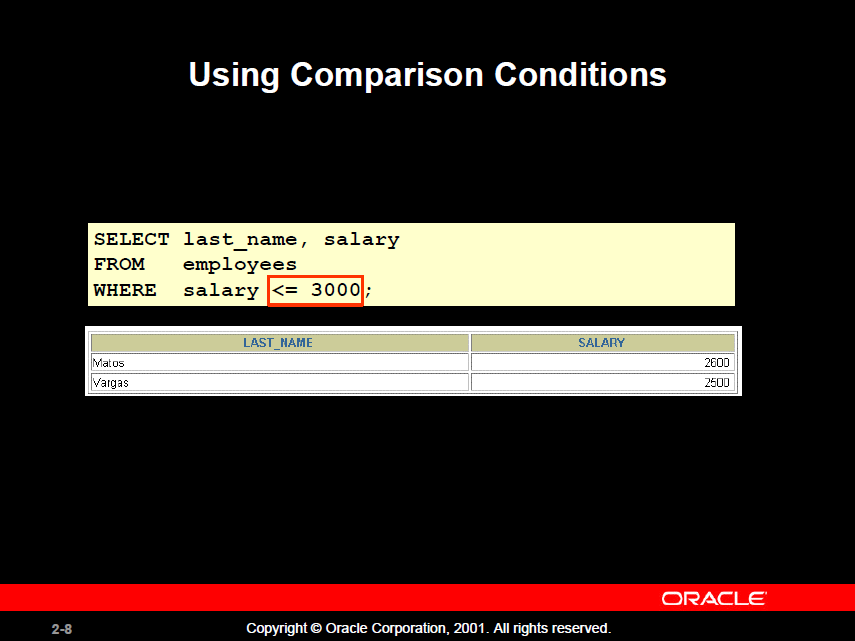 Using Comparison Conditions
SELECT last_name, salary
FROM employees
WHERE salary <= 3000;
LAST_NAME SALARY
Matos 2600
Vargas 2500
ORACLE
2-8 Copyright © Oracle Corporation, 2001. All rights reserved.